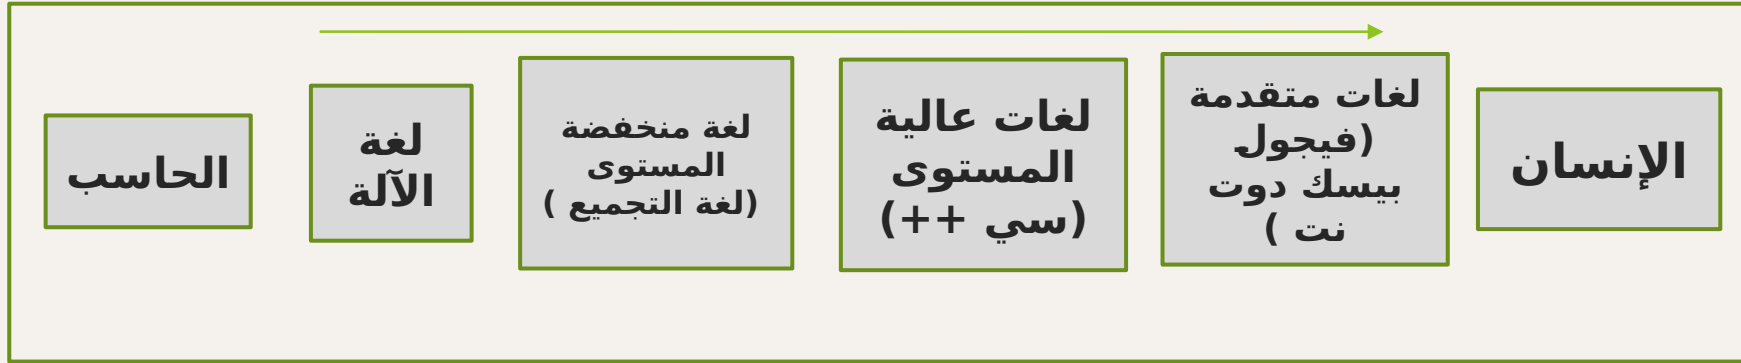 الإنسان
لغات متقدمة
(فيجول
بيسك دوت
نت )
لغات عالية
المستوى
(سي ++)
لغة منخفضة
المستوى
(لغة التجميع )
لغة
الآلة
الحاسب